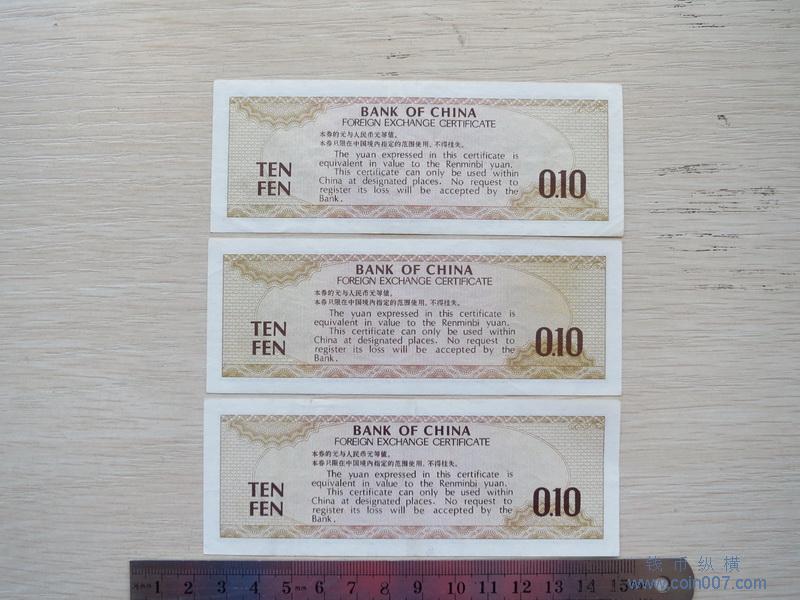 BANK OF CHINA
FOREIGN EXCHANGE CERTIFICATE
本券的元与人民币元等值。
本券只限在中国境内指定的范围使用,不得挂失。
The yuan expressed in this certificate is
equivalent in value to the Renminbi yuan.
This certificate can only be used within
China at designated places. No request to
register its loss will be accepted by the
Bank.
TEN
FEN
0.10
BANK OF CHINA
FOREIGN EXCHANGE CERTIFICATE
本券的元与人民币元等值。
本券只限在中国境内指定的范围使用,不得挂失。
The yuan expressed in this certificate is
equivalent in value to the Renminbi yuan.
This certificate can only be used within
China at designated places. No request to
register its loss will be accepted by the
Bank.
TEN
FEN
0.10
BANK OF CHINA
FOREIGN EXCHANGE CERTIFICATE
本券的元与人民币元等值。
本券只限在中国境内指定的范围使用,不得挂失。
The yuan expressed in this certificate is
equivalent in value to the Renminbi yuan.
This certificate can only be used within
China at designated places. No request to
register its loss will be accepted by the
Bank.
TEN
FEN
0.10
1 2 3 4 5 6 7 8 9 10 11 12 13 14 15
钱币纵横
www.coin007.com